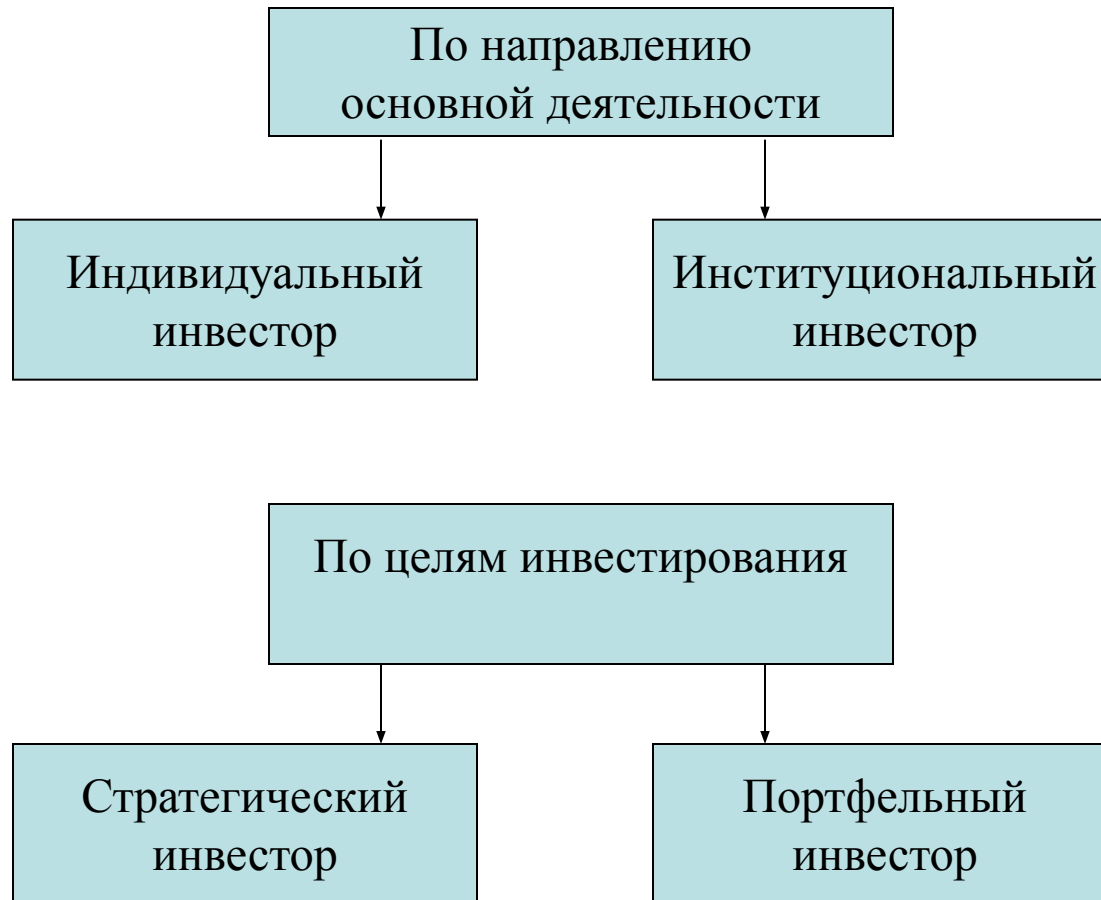 По направлению
основной деятельности
Индивидуальный
инвестор
Институциональный
инвестор
По целям инвестирования
Стратегический
инвестор
Портфельный
инвестор